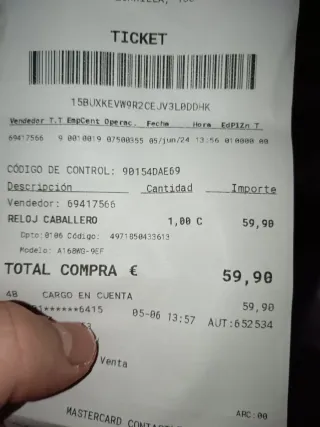 TICKET
15BUXKEVW9R2CEJV3L0DDHK
Vendedor T.T EmpCent Operac. Fecha Hora EdPlZn T
69417566 9 0010019 07500355 05/jun/24 13:56 010000 00
CÓDIGO DE CONTROL: 90154DAE69
Descripción Cantidad Importe
Vendedor: 69417566
RELOJ CABALLERO 1,00 C 59,90
Dpto:0106 Código: 4971850433613
Modelo: A168WG-9EF
TOTAL COMPRA € 59,90
48 CARGO EN CUENTA 59,90
******6415 05-06 13:57 AUT:652534
Venta
ARC:00
MASTERCARD